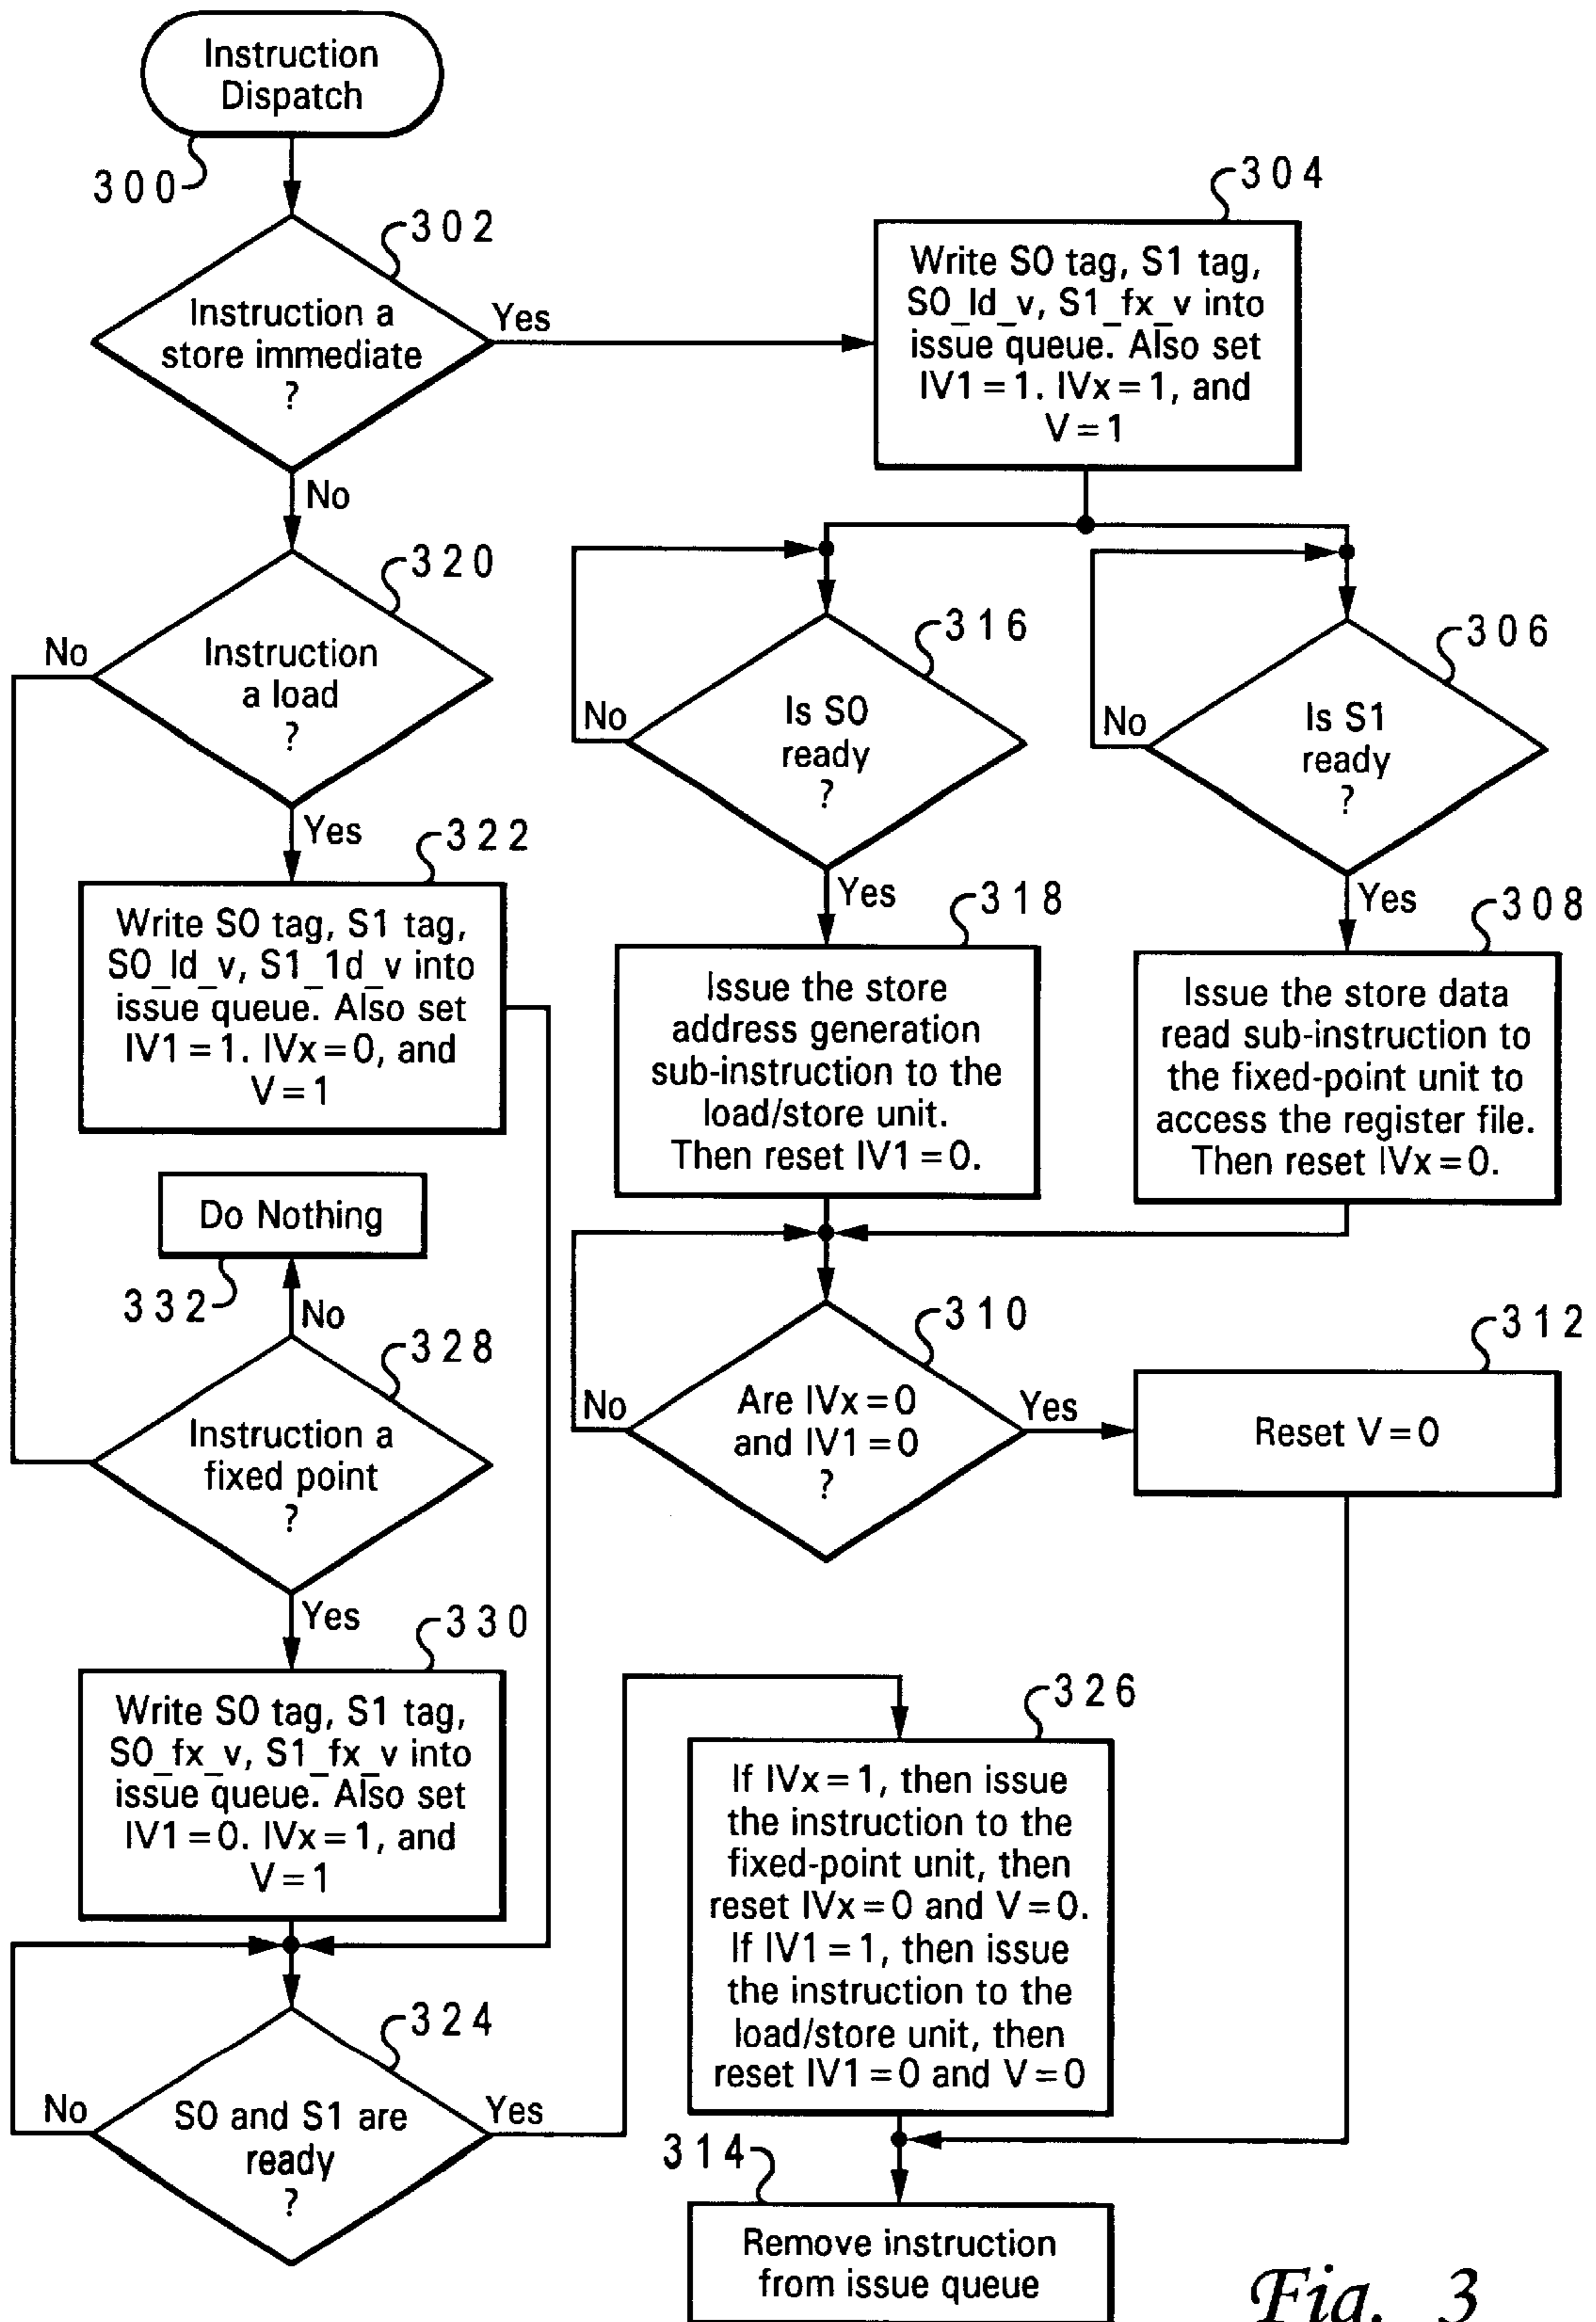 Instruction
Dispatch
300
302
Instruction a
store immediate
?
Yes
No
304
Write S0 tag, S1 tag,
S0_ld_v, S1_fx_v into
issue queue. Also set
IV1=1. IVx=1, and
V=1
320
Instruction
a load
?
No
Yes
316
Is S0
ready
?
No
Yes
306
Is S1
ready
?
No
Yes
322
Write S0 tag, S1 tag,
S0_ld_v, S1_1d_v into
issue queue. Also set
IV1=1. IVx=0, and
V=1
318
Issue the store
address generation
sub-instruction to the
load/store unit.
Then reset IV1=0.
308
Issue the store data
read sub-instruction to
the fixed-point unit to
access the register file.
Then reset IVx=0.
Do Nothing
332
No
328
Instruction a
fixed point
?
Yes
310
Are IVx=0
and IV1=0
?
No
Yes
312
Reset V=0
330
Write S0 tag, S1 tag,
S0_fx_v, S1_fx_v into
issue queue. Also set
IV1=0. IVx=1, and
V=1
324
S0 and S1 are
ready
?
No
Yes
326
If IVx=1, then issue
the instruction to the
fixed-point unit, then
reset IVx=0 and V=0.
If IV1=1, then issue
the instruction to the
load/store unit, then
reset IV1=0 and V=0
314
Remove instruction
from issue queue
Fig. 3